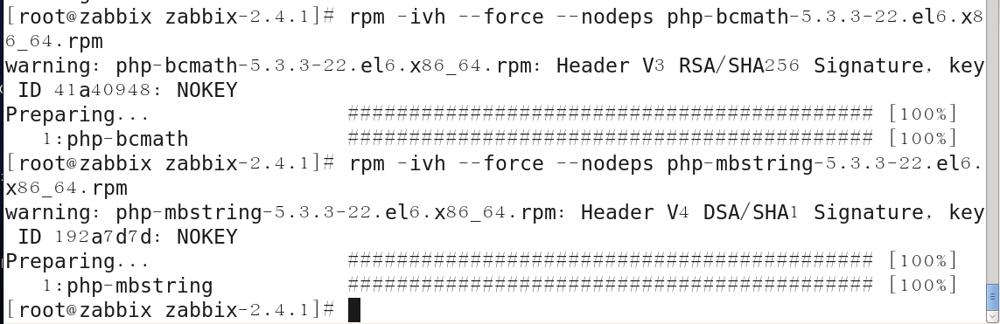 [root@zabbix zabbix-2.4.1]# rpm -ivh --force --nodeps php-bcmath-5.3.3-22.el6.x8
6_64.rpm
warning: php-bcmath-5.3.3-22.el6.x86_64.rpm: Header V3 RSA/SHA256 Signature, key
 ID 41a40948: NOKEY
Preparing...                ########################################### [100%]
   1:php-bcmath             ########################################### [100%]
[root@zabbix zabbix-2.4.1]# rpm -ivh --force --nodeps php-mbstring-5.3.3-22.el6.
x86_64.rpm
warning: php-mbstring-5.3.3-22.el6.x86_64.rpm: Header V4 DSA/SHA1 Signature, key
 ID 192a7d7d: NOKEY
Preparing...                ########################################### [100%]
   1:php-mbstring           ########################################### [100%]
[root@zabbix zabbix-2.4.1]#